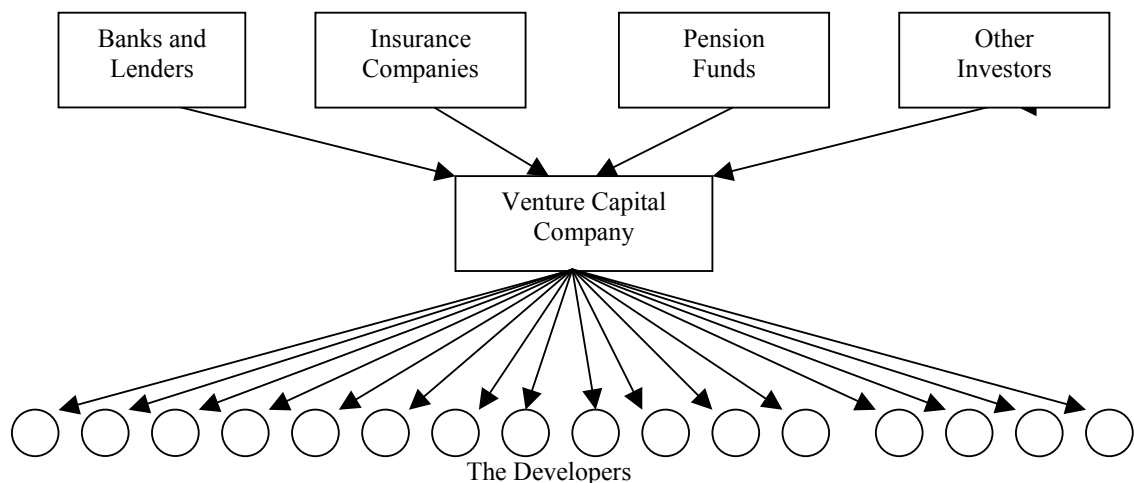 Banks and
Lenders
Insurance
Companies
Pension
Funds
Other
Investors
Venture Capital
Company
The Developers